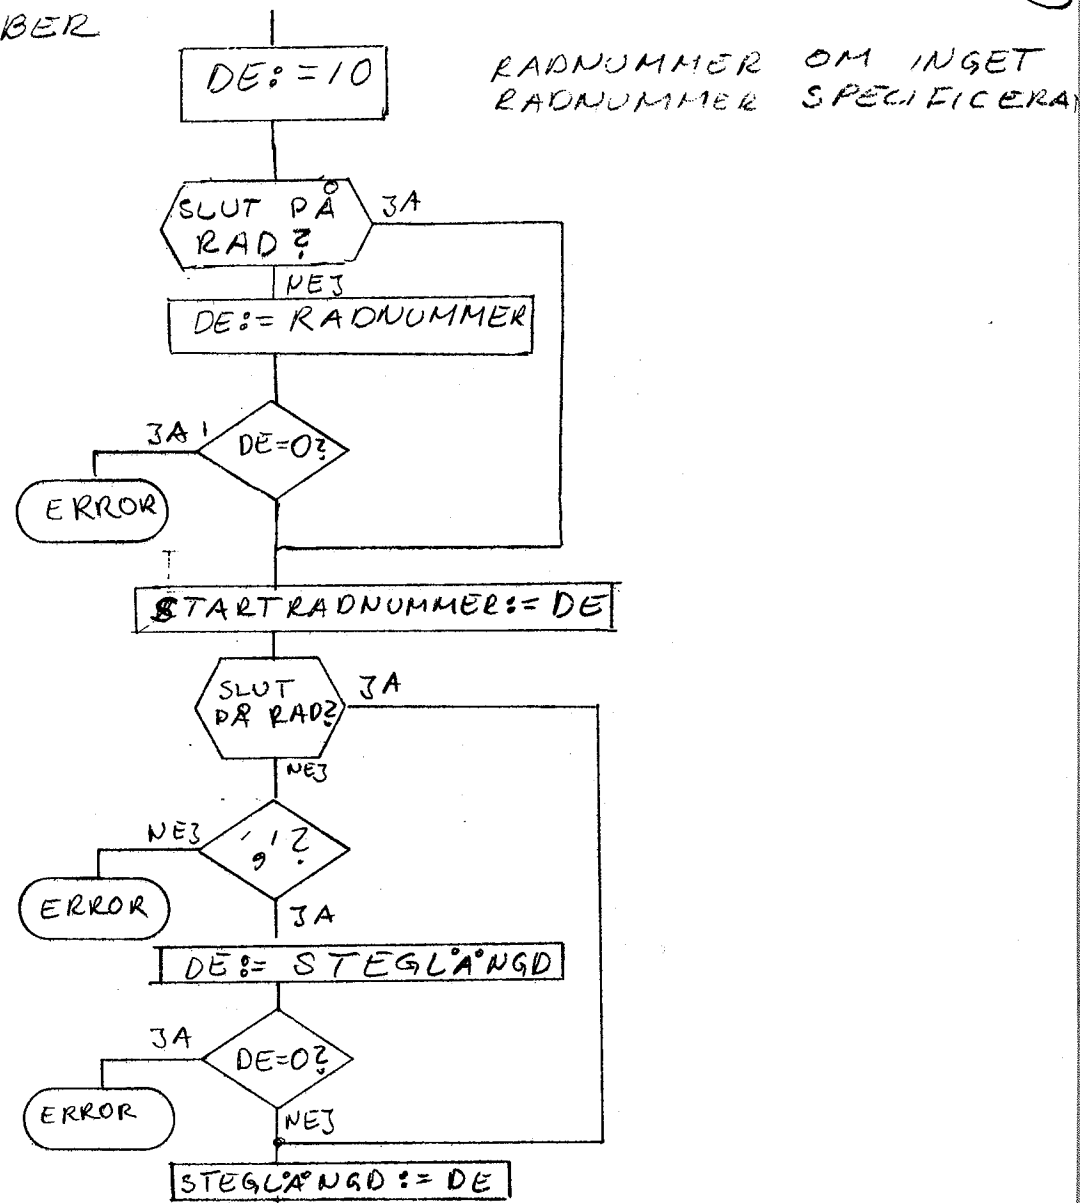 BER
DE:=10
RADNUMMER OM INGET
RADNUMMER SPECIFICERA
SLUT PÅ
RAD?
JA
NEJ
DE:= RADNUMMER
JA
DE=0?
ERROR
STARTRADNUMMER:= DE
SLUT
PÅ RAD?
JA
NEJ
NEJ
','?
ERROR
JA
DE:= STEGLÄNGD
JA
DE=0?
ERROR
NEJ
STEGLÄNGD:= DE